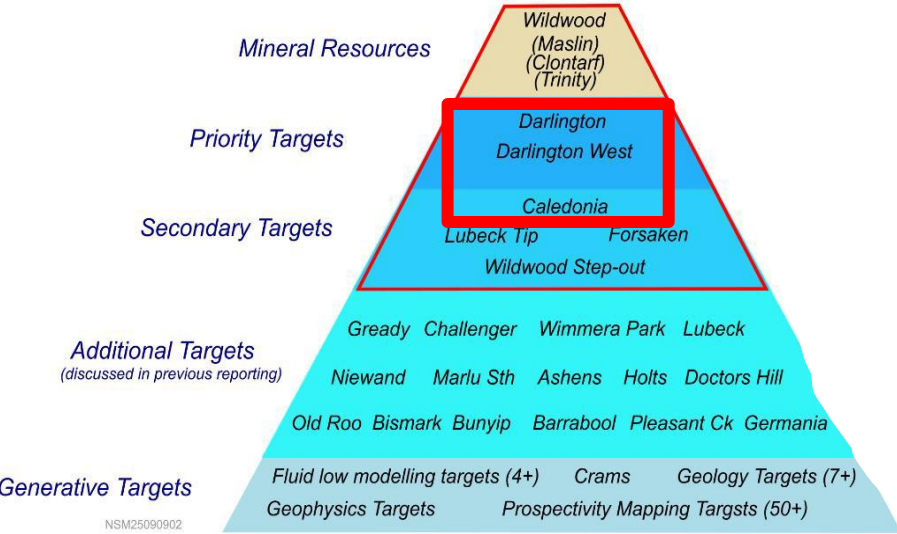 Mineral Resources
Wildwood
(Maslin)
(Clontarf)
(Trinity)
Priority Targets
Darlington
Darlington West
Secondary Targets
Caledonia
Lubeck Tip Forsaken
Wildwood Step-out
Additional Targets
(discussed in previous reporting)
Gready Challenger Wimmera Park Lubeck
Niewand Marlu Sth Ashens Holts Doctors Hill
Old Roo Bismark Bunyip Barrabool Pleasant Ck Germania
Generative Targets
Fluid low modelling targets (4+) Crams Geology Targets (7+)
Geophysics Targets Prospectivity Mapping Targsts (50+)
NSM25090902